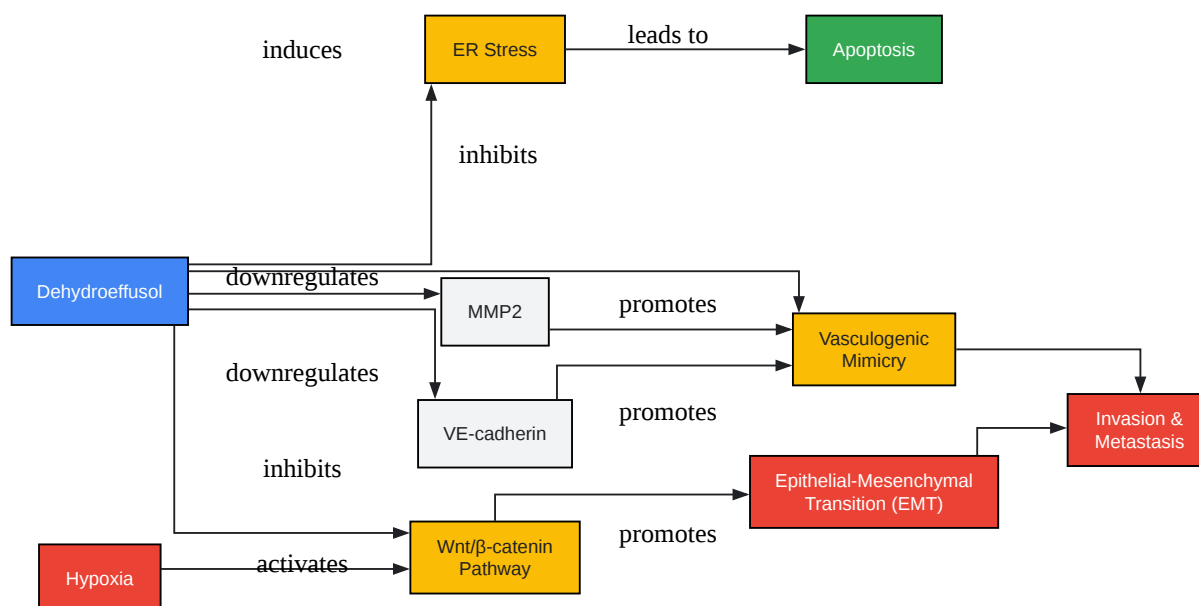 induces
ER Stress
leads to
Apoptosis
inhibits
Dehydroeffusol
downregulates
MMP2
promotes
Vasculogenic
Mimicry
downregulates
VE-cadherin
promotes
Invasion &
Metastasis
inhibits
Epithelial-Mesenchymal
Transition (EMT)
promotes
Wnt/β-catenin
Pathway
activates
Hypoxia